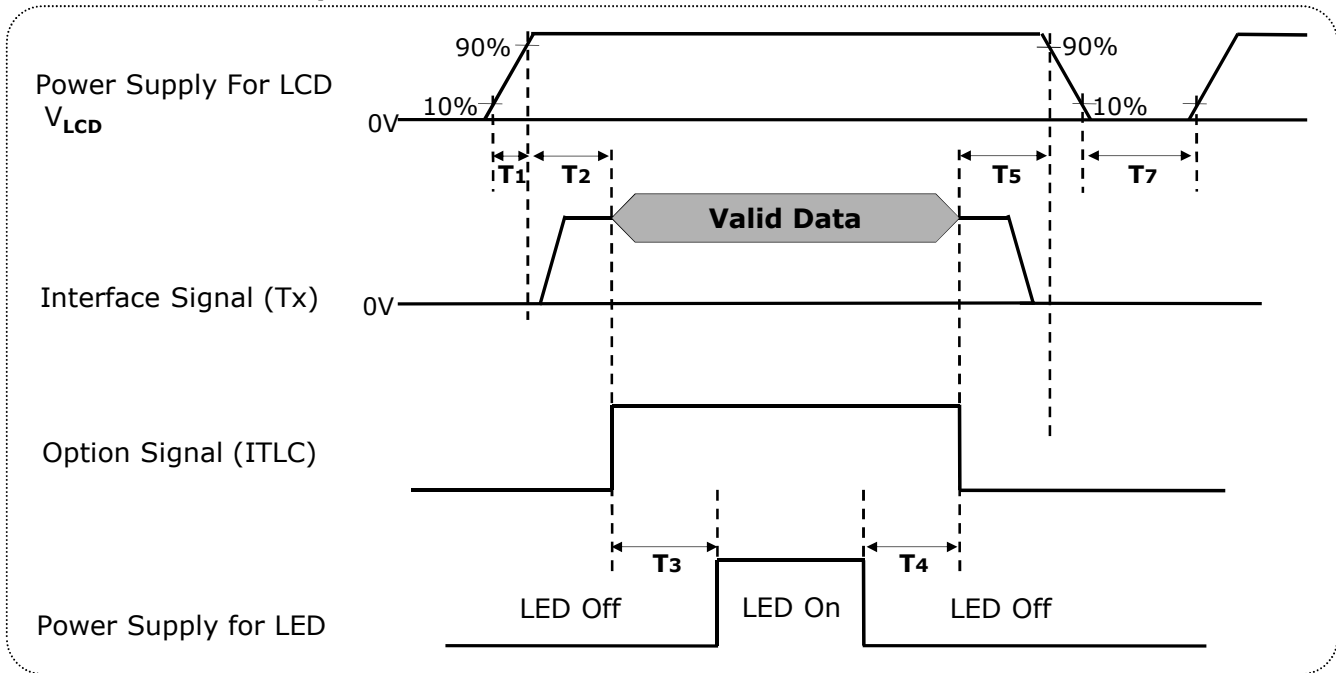 90%
90%
Power Supply For LCD
VLCD
10%
10%
0V
T1
T2
T5
T7
Valid Data
Interface Signal (Tx)
0V
Option Signal (ITLC)
T3
T4
LED Off
LED On
LED Off
Power Supply for LED